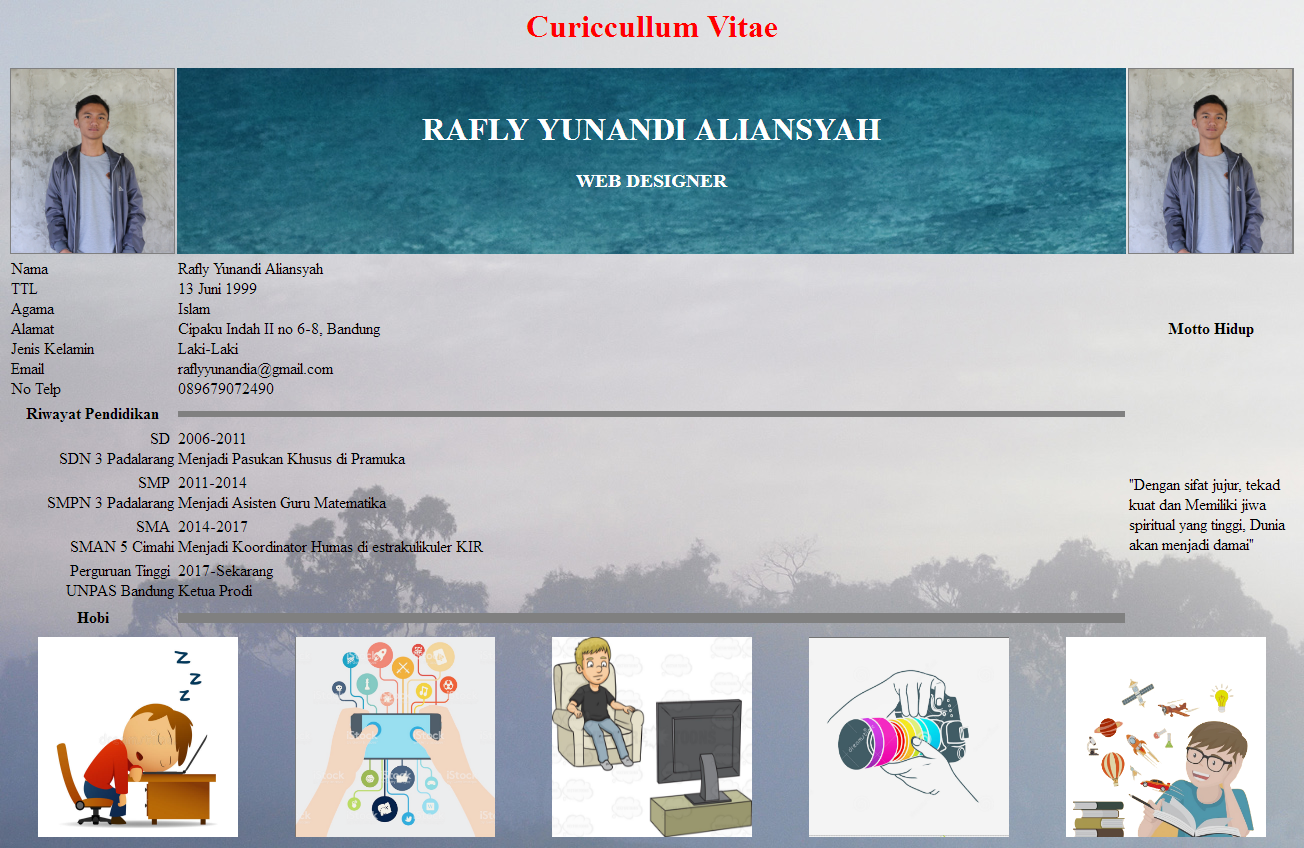 Curiccullum Vitae
RAFLY YUNANDI ALIANSYAH
WEB DESIGNER
Nama Rafly Yunandi Aliansyah
TTL 13 Juni 1999
Agama Islam
Alamat Cipaku Indah II no 6-8, Bandung
Jenis Kelamin Laki-Laki
Email raflyyunandia@gmail.com
No Telp 089679072490
Motto Hidup
Riwayat Pendidikan
SD 2006-2011
SDN 3 Padalarang Menjadi Pasukan Khusus di Pramuka
SMP 2011-2014
SMPN 3 Padalarang Menjadi Asisten Guru Matematika
SMA 2014-2017
SMAN 5 Cimahi Menjadi Koordinator Humas di estrakulikuler KIR
Perguruan Tinggi 2017-Sekarang
UNPAS Bandung Ketua Prodi
"Dengan sifat jujur, tekad
kuat dan Memiliki jiwa
spiritual yang tinggi, Dunia
akan menjadi damai"
Hobi
Z
Z
Z
iStock